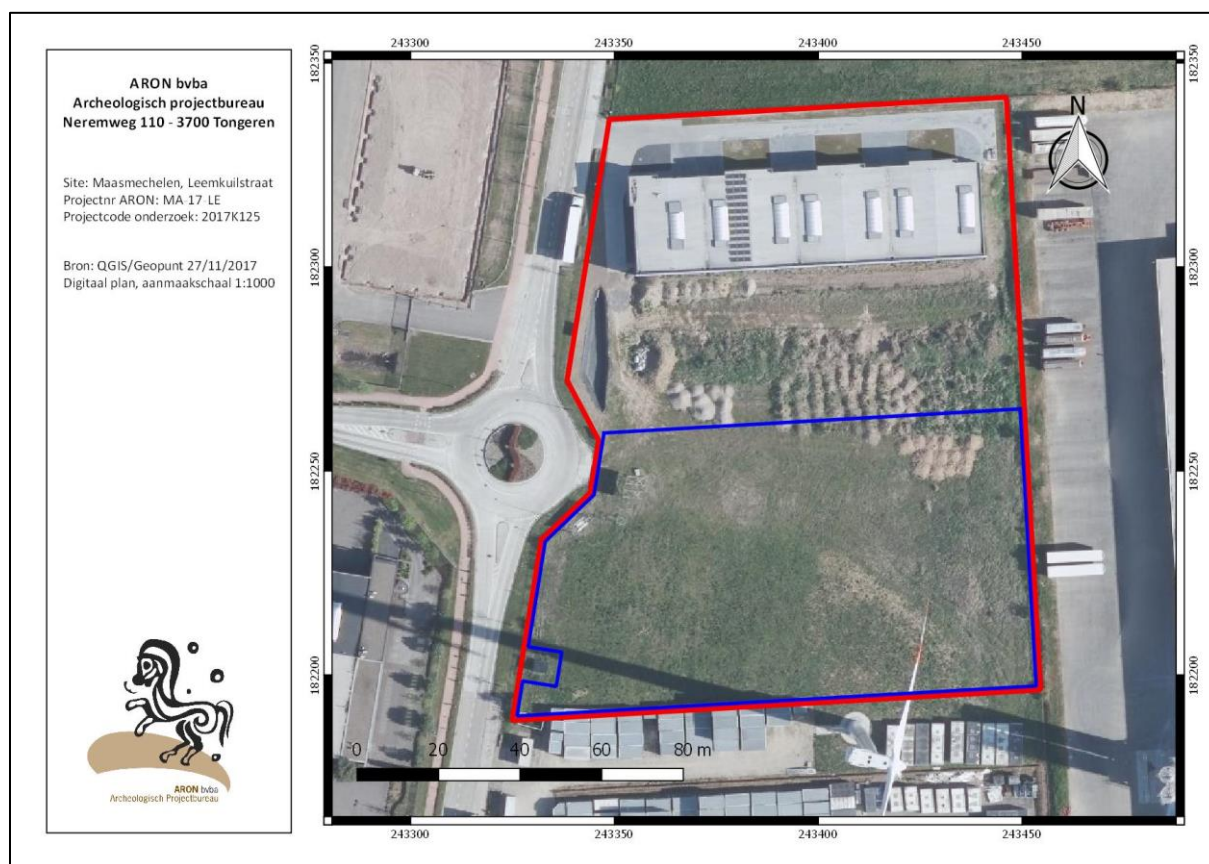 ARON bvba
Archeologisch projectbureau
Neremweg 110 - 3700 Tongeren
Site: Maasmechelen, Leemkuilstraat
Projectnr ARON: MA-17-LE
Projectcode onderzoek: 2017K125
Bron: QGIS/Geopunt 27/11/2017
Digitaal plan, aanmaakschaal 1:1000
ARON bvba
Archeologisch Projectbureau
243300 243350 243400 243450
182350 182350
182300 182300
182250 182250
182200 182200
N
0 20 40 60 80 m
243300 243350 243400 243450